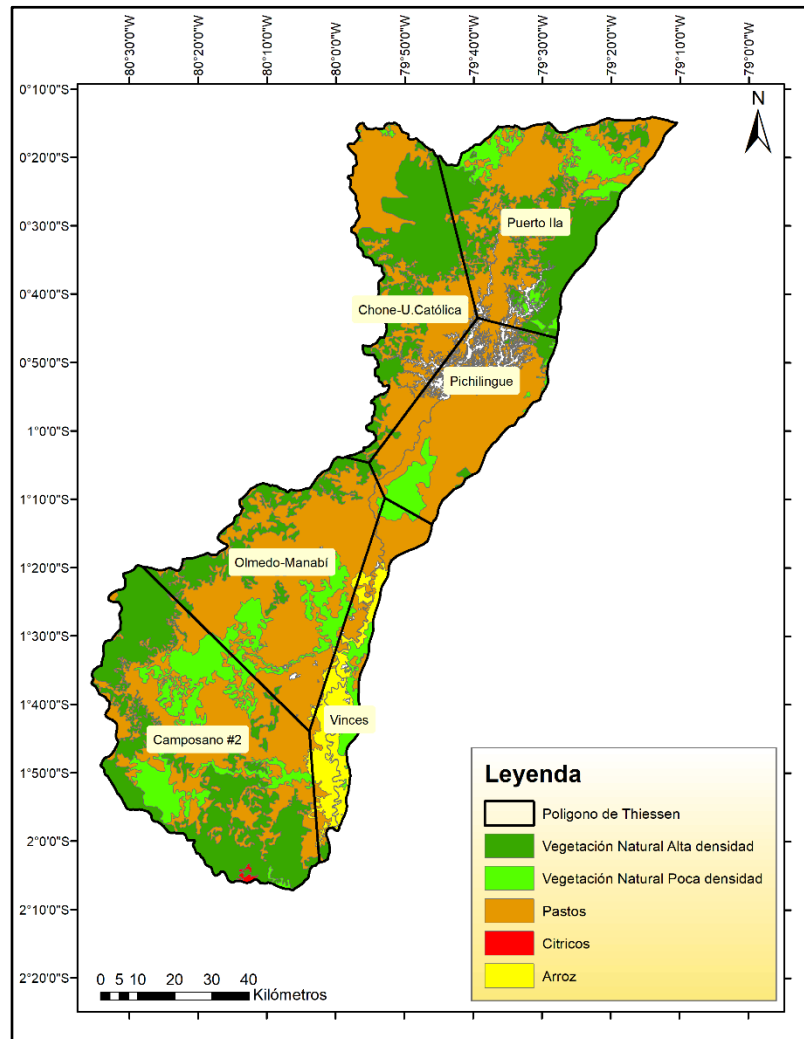 80°30'0"W
80°20'0"W
80°10'0"W
80°0'0"W
79°50'0"W
79°40'0"W
79°30'0"W
79°20'0"W
79°10'0"W
79°0'0"W
0°10'0"S
0°20'0"S
0°30'0"S
0°40'0"S
0°50'0"S
1°0'0"S
1°10'0"S
1°20'0"S
1°30'0"S
1°40'0"S
1°50'0"S
2°0'0"S
2°10'0"S
2°20'0"S
N
Puerto Ila
Chone-U.Católica
Pichilingue
Olmedo-Manabí
Vinces
Camposano #2
Leyenda
Poligono de Thiessen
Vegetación Natural Alta densidad
Vegetación Natural Poca densidad
Pastos
Citricos
Arroz
0 5 10 20 30 40
Kilómetros